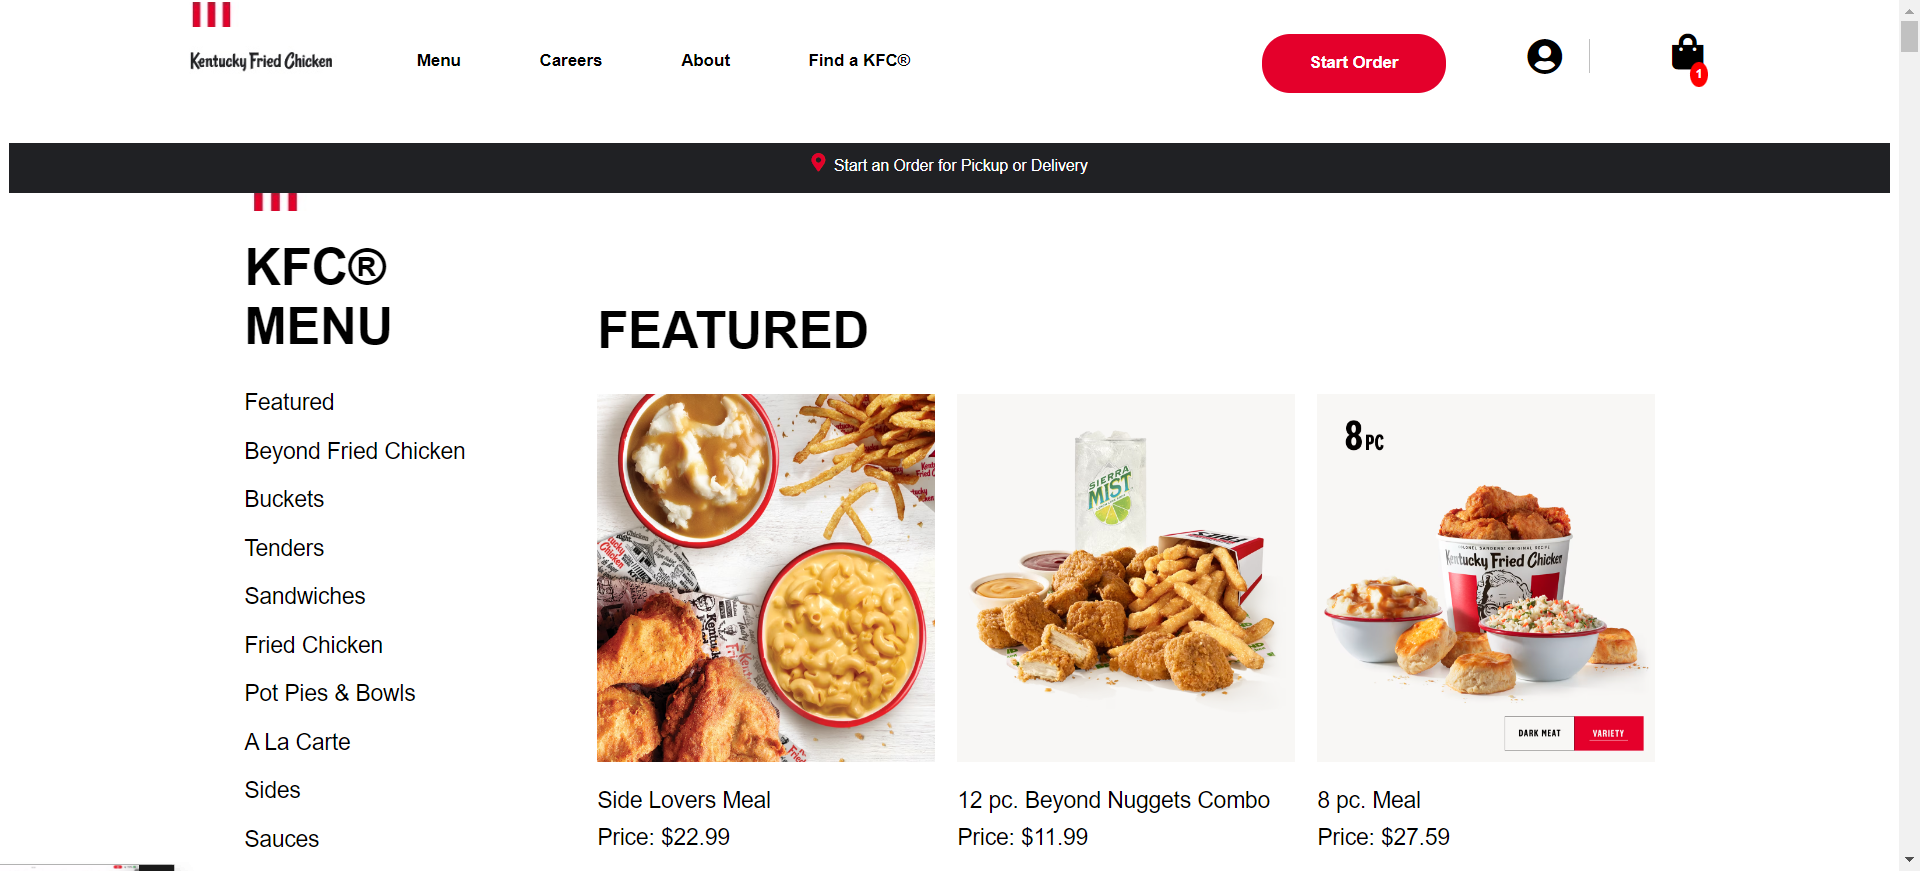 Kentucky Fried Chicken
Menu
Careers
About
Find a KFC®
Start Order
1
Start an Order for Pickup or Delivery
KFC®
MENU
Featured
Beyond Fried Chicken
Buckets
Tenders
Sandwiches
Fried Chicken
Pot Pies & Bowls
A La Carte
Sides
Sauces
FEATURED
Side Lovers Meal
Price: $22.99
SIERRA
MIST
12 pc. Beyond Nuggets Combo
Price: $11.99
8 PC
Kentucky Fried Chicken
DARK MEAT
VARIETY
8 pc. Meal
Price: $27.59